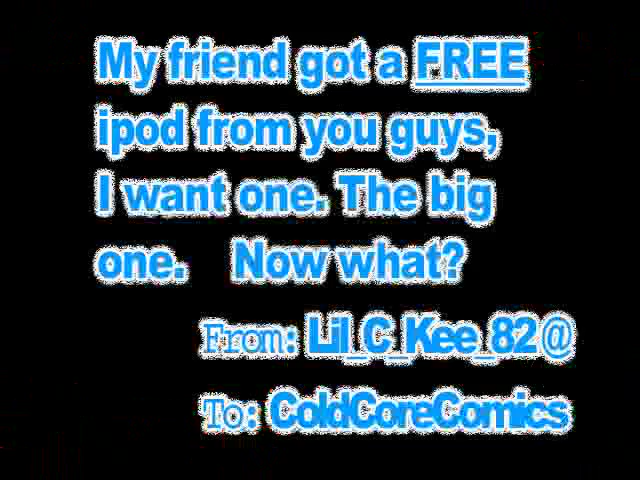 My friend got a FREE
ipod from you guys,
I want one. The big
one. Now what?
From: Lil_C_Kee_82@
To: ColdCoreComics